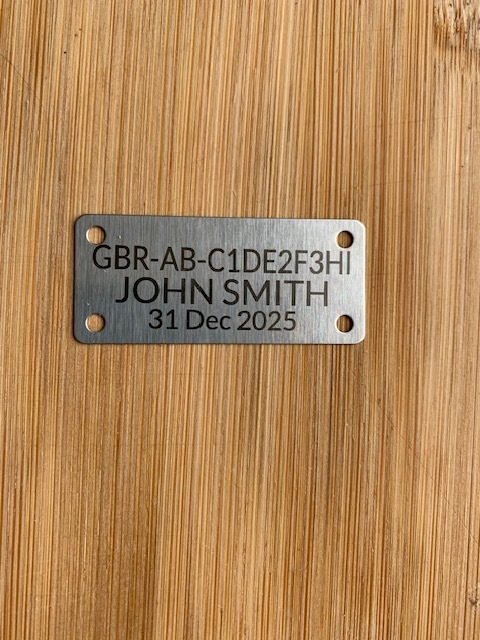 GBR-AB-C1DE2F3HI
JOHN SMITH
31 Dec 2025